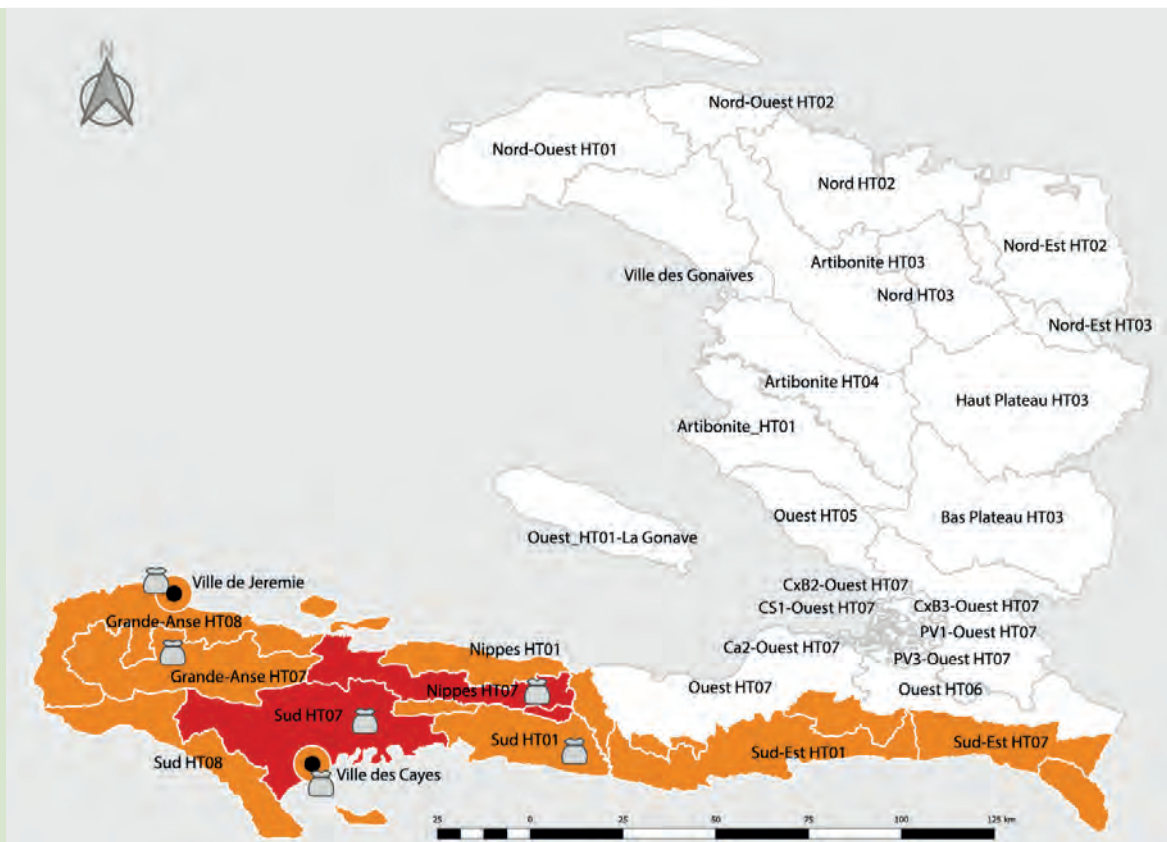 N
Nord-Ouest HT02
Nord-Ouest HT01
Nord HT02
Nord-Est HT02
Artibonite HT03
Ville des Gonaïves
Nord HT03
Nord-Est HT03
Artibonite HT04
Haut Plateau HT03
Artibonite_HT01
Ouest HT05
Bas Plateau HT03
Ouest_HT01-La Gonave
Ville de Jeremie
CxB2-Ouest HT07
CS1-Ouest HT07
CxB3-Ouest HT07
Grande-Anse HT08
PV1-Ouest HT07
Nippes HT01
Ca2-Ouest HT07
PV3-Ouest HT07
Grande-Anse HT07
Nippes HT07
Ouest HT07
Ouest HT06
Sud HT07
Sud HT01
Sud-Est HT01
Sud-Est HT07
Sud HT08
Ville des Cayes
25 0 25 50 75 100 125 km